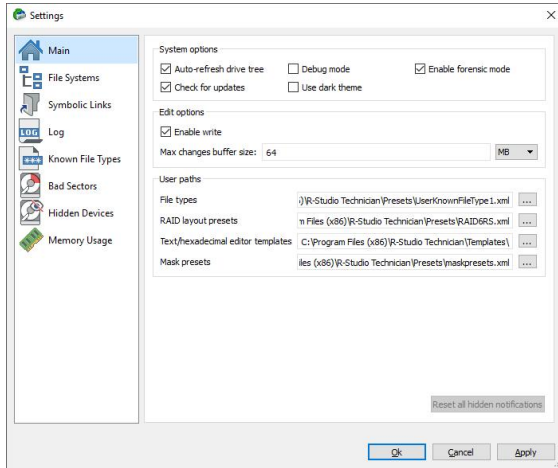 Settings
Main
File Systems
Symbolic Links
LOG
Log
Known File Types
Bad Sectors
Hidden Devices
Memory Usage
System options
Auto-refresh drive tree Debug mode Enable forensic mode
Check for updates Use dark theme
Edit options
Enable write
Max changes buffer size: 64 MB
User paths
File types :)\R-Studio Technician\Presets\UserKnownFileType1.xml ...
RAID layout presets m Files (x86)\R-Studio Technician\Presets\RAID6RS.xml ...
Text/hexadecimal editor templates C:\Program Files (x86)\R-Studio Technician\Templates\ ...
Mask presets iles (x86)\R-Studio Technician\Presets\maskpresets.xml ...
Reset all hidden notifications
Ok Cancel Apply